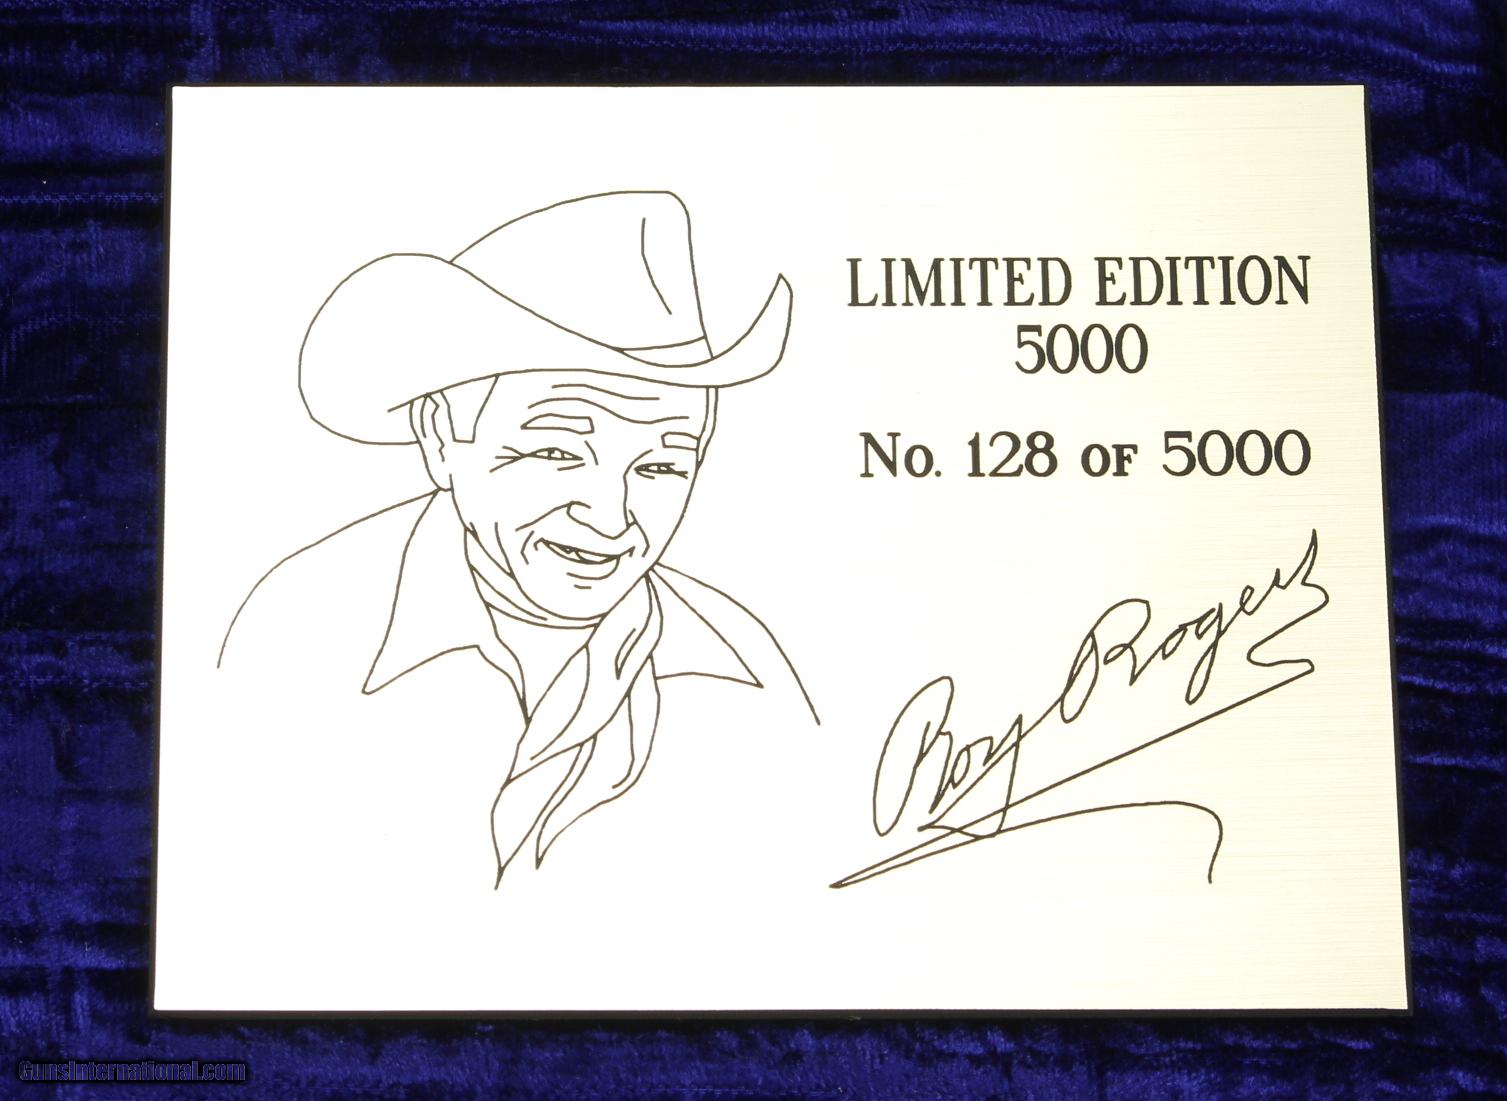 LIMITED EDITION
5000
No. 128 OF 5000
Roy Rogers
GunsInternational.com